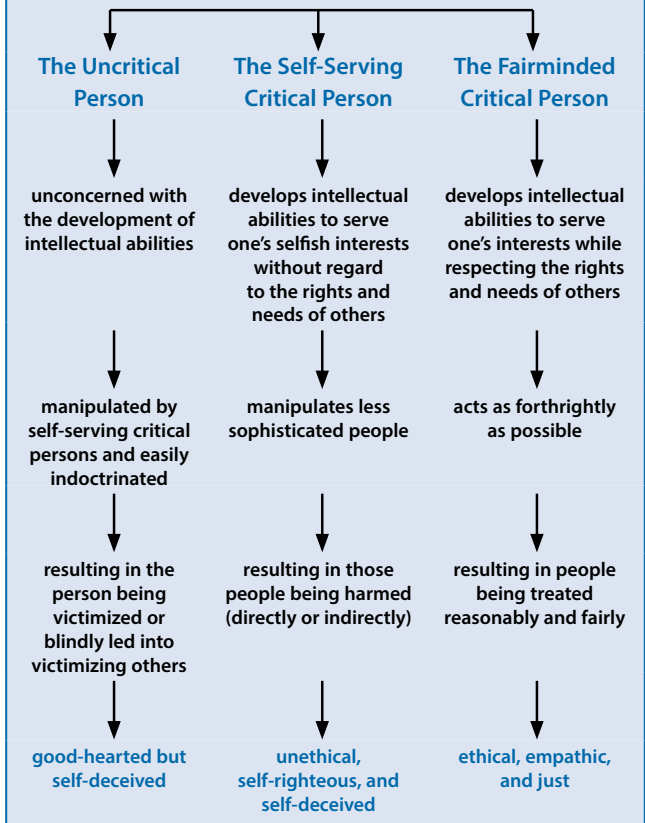 The Uncritical
Person
The Self-Serving
Critical Person
The Fairminded
Critical Person
unconcerned with
the development of
intellectual abilities
develops intellectual
abilities to serve
one's selfish interests
without regard
to the rights and
needs of others
develops intellectual
abilities to serve
one's interests while
respecting the rights
and needs of others
manipulated by
self-serving critical
persons and easily
indoctrinated
manipulates less
sophisticated people
acts as forthrightly
as possible
resulting in the
person being
victimized or
blindly led into
victimizing others
resulting in those
people being harmed
(directly or indirectly)
resulting in people
being treated
reasonably and fairly
good-hearted but
self-deceived
unethical,
self-righteous, and
self-deceived
ethical, empathic,
and just